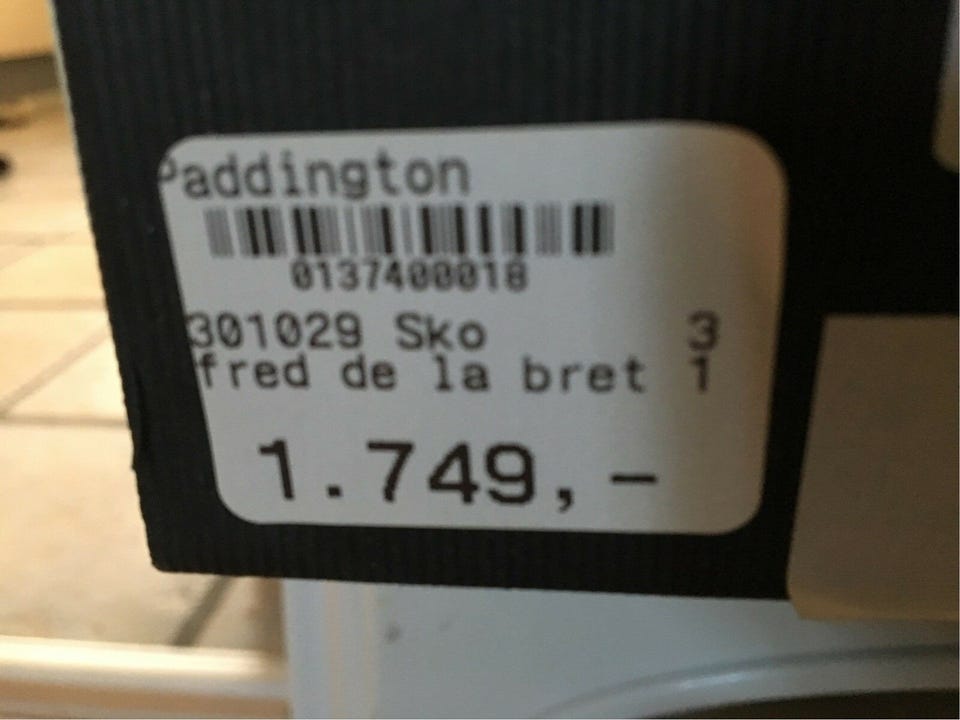 Paddington
0137400018
301029 Sko 3
fred de la bret 1
1.749,-